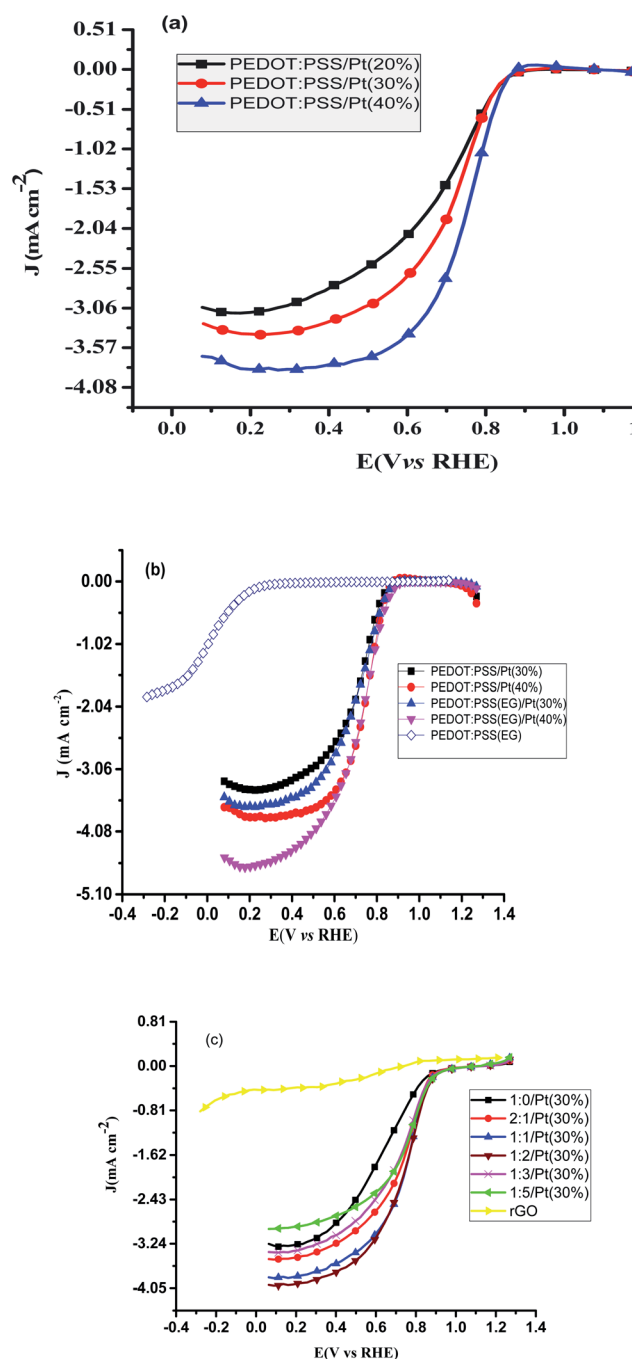 (a)
0.51
0.00
-0.51
-1.02
-1.53
-2.04
-2.55
-3.06
-3.57
-4.08
J (mA cm-2
)
PEDOT:PSS/Pt(20%)
PEDOT:PSS/Pt(30%)
PEDOT:PSS/Pt(40%)
0.0 0.2 0.4 0.6 0.8 1.0 1
E(Vvs RHE)
(b)
0.00
-1.02
-2.04
-3.06
-4.08
-5.10
J (mA cm-2)
PEDOT:PSS/Pt(30%)
PEDOT:PSS/Pt(40%)
PEDOT:PSS(EG)/Pt(30%)
PEDOT:PSS(EG)/Pt(40%)
PEDOT:PSS(EG)
-0.4 -0.2 0.0 0.2 0.4 0.6 0.8 1.0 1.2 1.4
E(V vs RHE)
(c)
0.81
0.00
-0.81
-1.62
-2.43
-3.24
-4.05
J(mA cm-2)
1:0/Pt(30%)
2:1/Pt(30%)
1:1/Pt(30%)
1:2/Pt(30%)
1:3/Pt(30%)
1:5/Pt(30%)
rGO
-0.4 -0.2 0.0 0.2 0.4 0.6 0.8 1.0 1.2 1.4
E(V vs RHE)